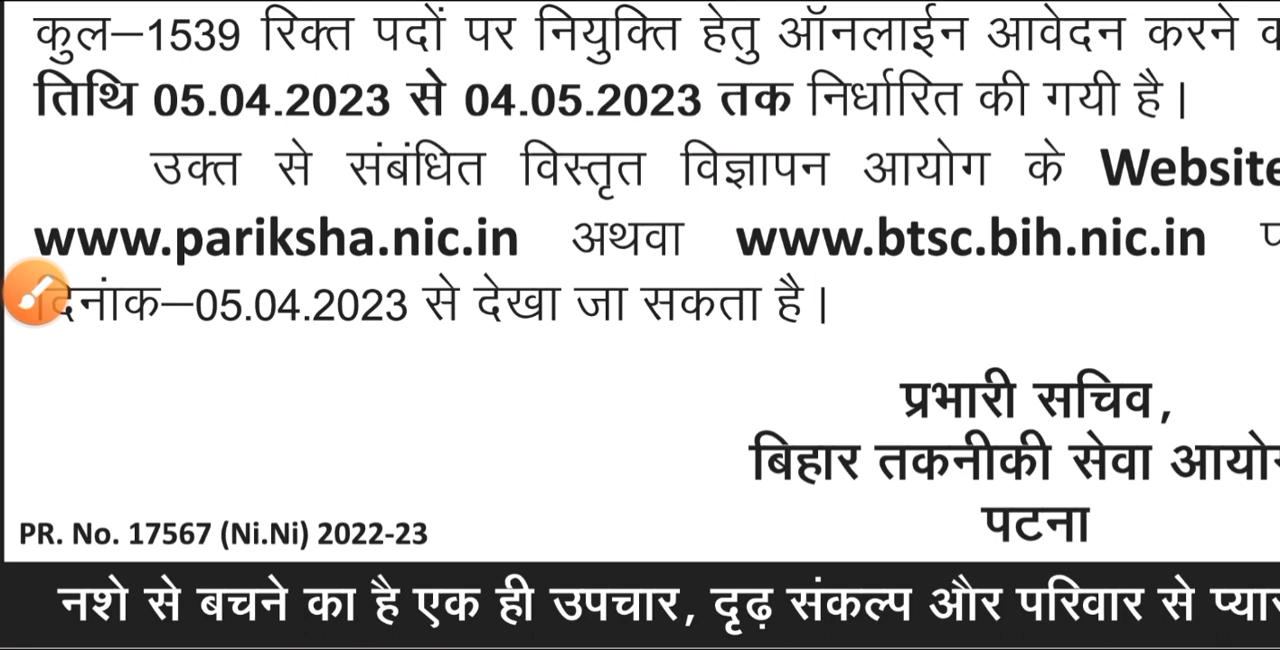 कुल–1539 रिक्त पदों पर नियुक्ति हेतु ऑनलाईन आवेदन करने
तिथि 05.04.2023 से 04.05.2023 तक निर्धारित की गयी है।
उक्त से संबंधित विस्तृत विज्ञापन आयोग के Website
www.pariksha.nic.in अथवा www.btsc.bih.nic.in
दिनांक–05.04.2023 से देखा जा सकता है।
प्रभारी सचिव,
बिहार तकनीकी सेवा
पटना
PR. No. 17567 (Ni.Ni) 2022-23
नशे से बचने का है एक ही उपचार, दृढ़ संकल्प और परिवार से